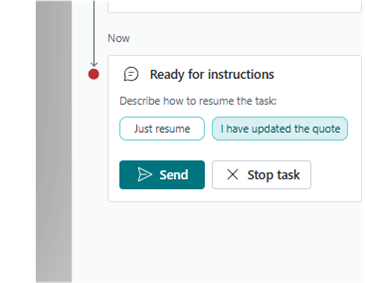 Now
Ready for instructions
Describe how to resume the task:
Just resume
I have updated the quote
Send
Stop task